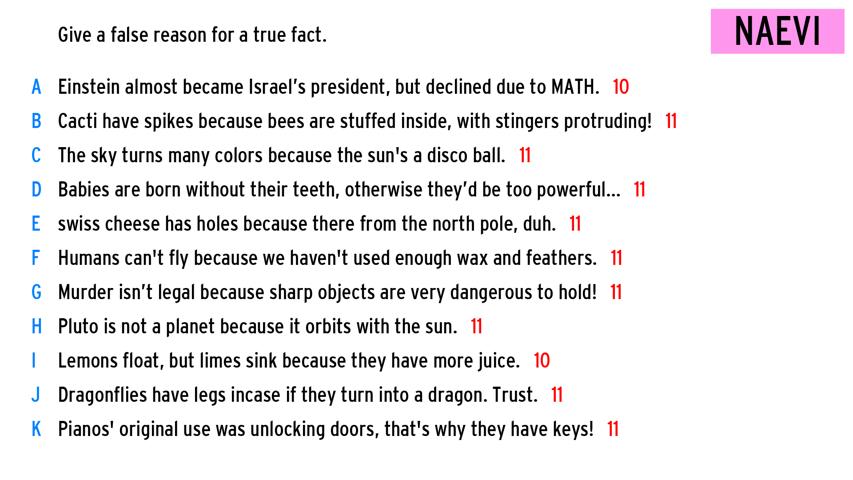 Give a false reason for a true fact.
NAEVI
A Einstein almost became Israel's president, but declined due to MATH. 10
B Cacti have spikes because bees are stuffed inside, with stingers protruding! 11
C The sky turns many colors because the sun's a disco ball. 11
D Babies are born without their teeth, otherwise they'd be too powerful... 11
E swiss cheese has holes because there from the north pole, duh. 11
F Humans can't fly because we haven't used enough wax and feathers. 11
G Murder isn't legal because sharp objects are very dangerous to hold! 11
H Pluto is not a planet because it orbits with the sun. 11
I Lemons float, but limes sink because they have more juice. 10
J Dragonflies have legs incase if they turn into a dragon. Trust. 11
K Pianos' original use was unlocking doors, that's why they have keys! 11